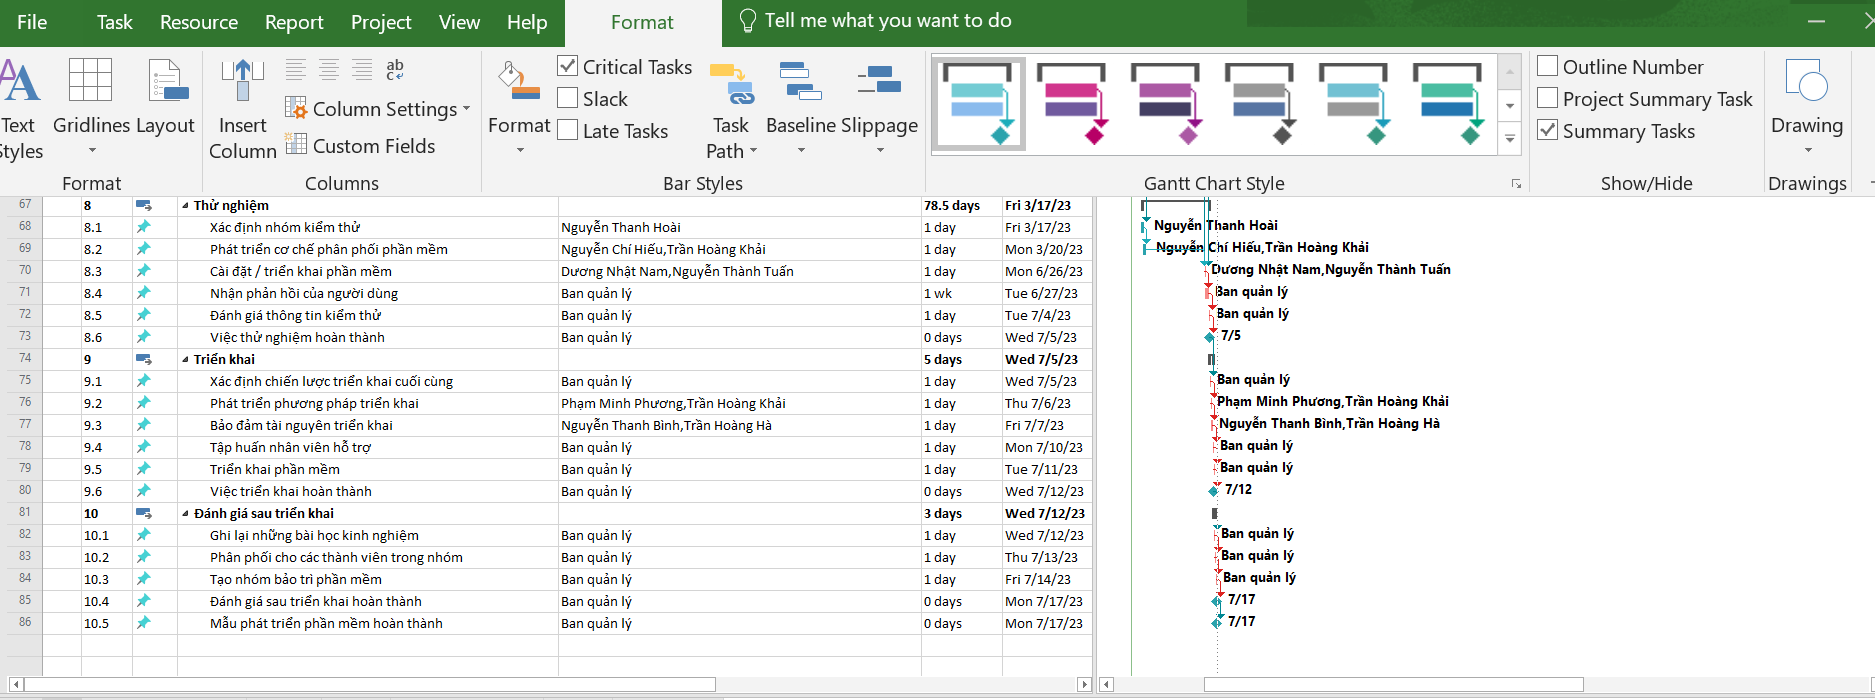 File Task Resource Report Project View Help Format Tell me what you want to do
Text Styles
Gridlines
Layout
Format
Insert Column
Column Settings
Custom Fields
Columns
Format
Critical Tasks
Slack
Late Tasks
Task Path
Baseline
Slippage
Bar Styles
Gantt Chart Style
Outline Number
Project Summary Task
Summary Tasks
Show/Hide
Drawing
Drawings
67 8 Thử nghiệm 78.5 days Fri 3/17/23
68 8.1 Xác định nhóm kiểm thử Nguyễn Thanh Hoài 1 day Fri 3/17/23 Nguyễn Thanh Hoài
69 8.2 Phát triển cơ chế phân phối phần mềm Nguyễn Chí Hiếu,Trần Hoàng Khải 1 day Mon 3/20/23 Nguyễn Chí Hiếu,Trần Hoàng Khải
70 8.3 Cài đặt / triển khai phần mềm Dương Nhật Nam,Nguyễn Thành Tuấn 1 day Mon 6/26/23 Dương Nhật Nam,Nguyễn Thành Tuấn
71 8.4 Nhận phản hồi của người dùng Ban quản lý 1 wk Tue 6/27/23 Ban quản lý
72 8.5 Đánh giá thông tin kiểm thử Ban quản lý 1 day Tue 7/4/23 Ban quản lý
73 8.6 Việc thử nghiệm hoàn thành Ban quản lý 0 days Wed 7/5/23 7/5
74 9 Triển khai 5 days Wed 7/5/23
75 9.1 Xác định chiến lược triển khai cuối cùng Ban quản lý 1 day Wed 7/5/23 Ban quản lý
76 9.2 Phát triển phương pháp triển khai Phạm Minh Phương,Trần Hoàng Khải 1 day Thu 7/6/23 Phạm Minh Phương,Trần Hoàng Khải
77 9.3 Bảo đảm tài nguyên triển khai Nguyễn Thanh Bình,Trần Hoàng Hà 1 day Fri 7/7/23 Nguyễn Thanh Bình,Trần Hoàng Hà
78 9.4 Tập huấn nhân viên hỗ trợ Ban quản lý 1 day Mon 7/10/23 Ban quản lý
79 9.5 Triển khai phần mềm Ban quản lý 1 day Tue 7/11/23 Ban quản lý
80 9.6 Việc triển khai hoàn thành Ban quản lý 0 days Wed 7/12/23 7/12
81 10 Đánh giá sau triển khai 3 days Wed 7/12/23
82 10.1 Ghi lại những bài học kinh nghiệm Ban quản lý 1 day Wed 7/12/23 Ban quản lý
83 10.2 Phân phối cho các thành viên trong nhóm Ban quản lý 1 day Thu 7/13/23 Ban quản lý
84 10.3 Tạo nhóm bảo trì phần mềm Ban quản lý 1 day Fri 7/14/23 Ban quản lý
85 10.4 Đánh giá sau triển khai hoàn thành Ban quản lý 0 days Mon 7/17/23 7/17
86 10.5 Mẫu phát triển phần mềm hoàn thành Ban quản lý 0 days Mon 7/17/23 7/17